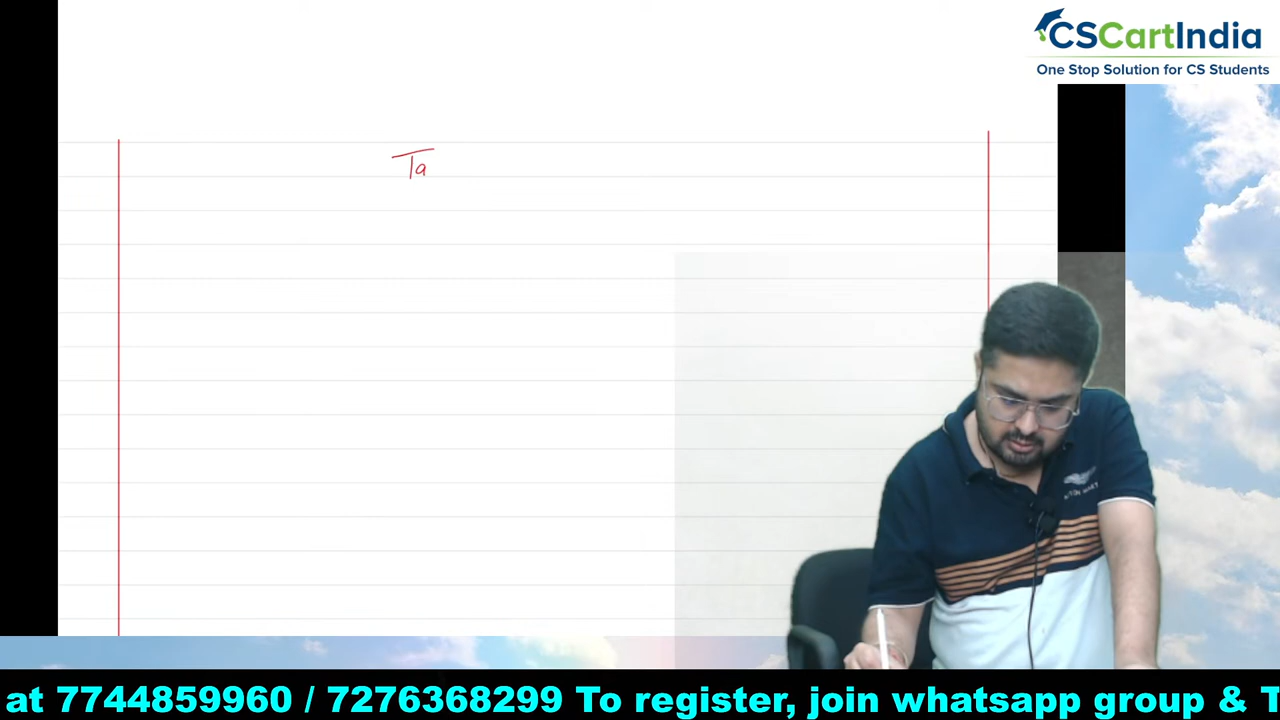 CSCartIndia
One Stop Solution for CS Students
Ta
at 7744859960 / 7276368299 To register, join whatsapp group & T